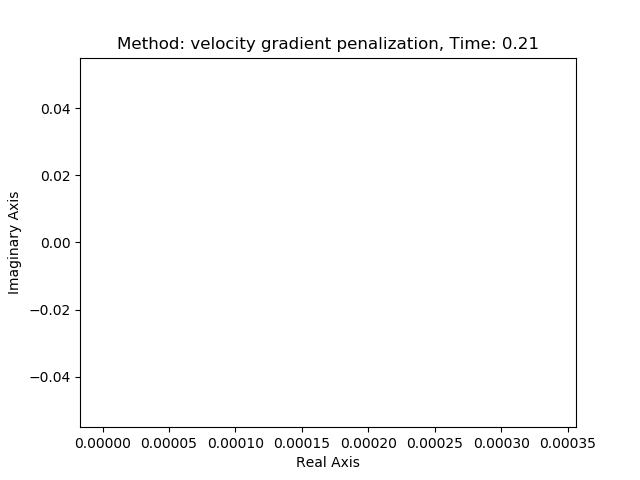 Method: velocity gradient penalization, Time: 0.21
Imaginary Axis
0.04
0.02
0.00
−0.02
−0.04
0.00000 0.00005 0.00010 0.00015 0.00020 0.00025 0.00030 0.00035
Real Axis